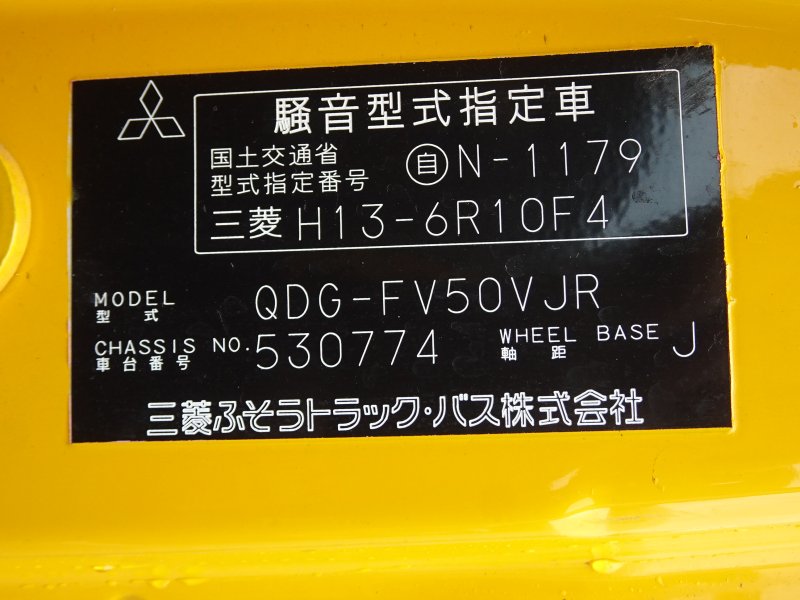 騒音型式指定車
国土交通省
型式指定番号 自N-1179
三菱 H13-6R10F4
MODEL QDG-FV50VJR
型式
CHASSIS NO. 530774 WHEEL BASE J
車台番号 軸距
三菱ふそうトラック・バス株式会社